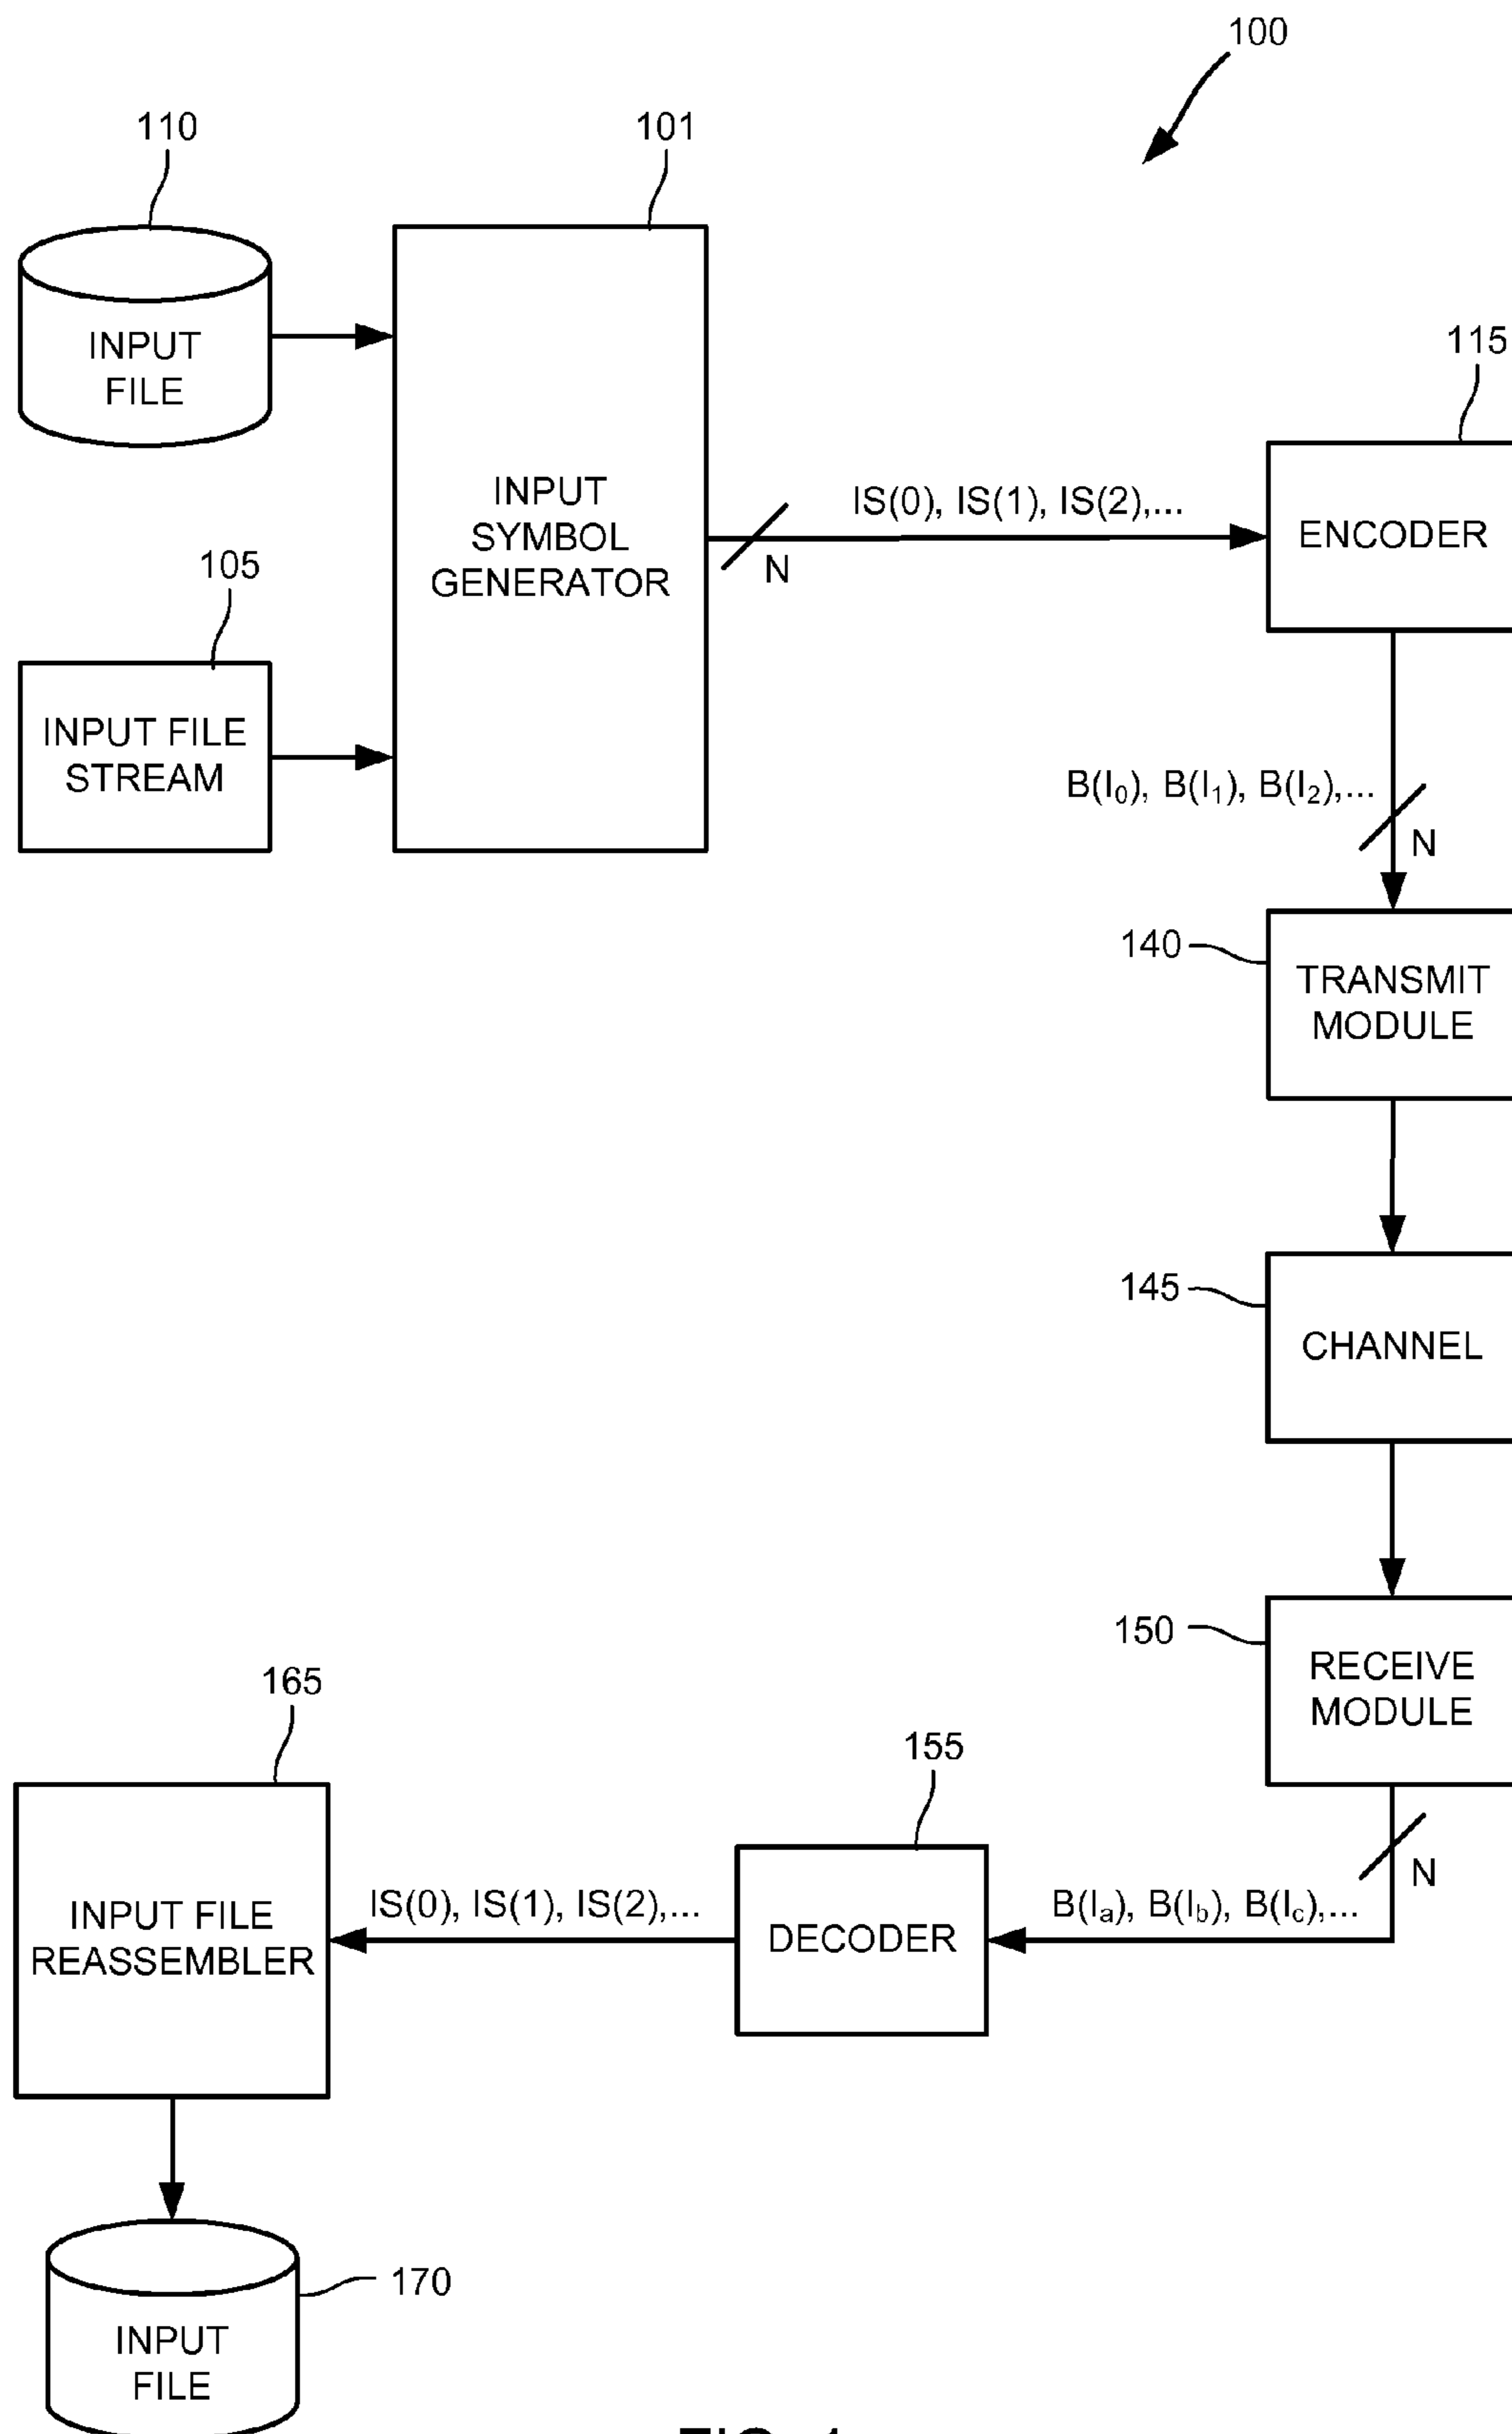 100
110
101
INPUT
FILE
115
INPUT
SYMBOL
GENERATOR
IS(0), IS(1), IS(2),...
N
ENCODER
105
INPUT FILE
STREAM
B(I₀), B(I₁), B(I₂),...
N
140
TRANSMIT
MODULE
145
CHANNEL
150
RECEIVE
MODULE
165
155
N
INPUT FILE
REASSEMBLER
IS(0), IS(1), IS(2),...
DECODER
B(Iₐ), B(I_b), B(I_c),...
170
INPUT
FILE